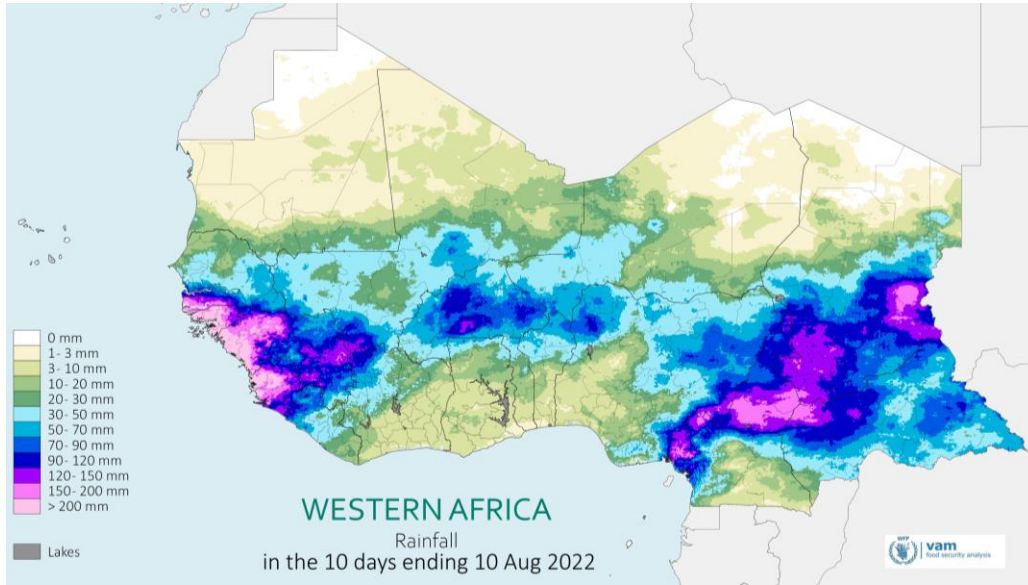 0 mm
1- 3 mm
3- 10 mm
10- 20 mm
20- 30 mm
30- 50 mm
50- 70 mm
70- 90 mm
90- 120 mm
120- 150 mm
150- 200 mm
> 200 mm
Lakes
WESTERN AFRICA
Rainfall
in the 10 days ending 10 Aug 2022
WFP
vam
food security analysis